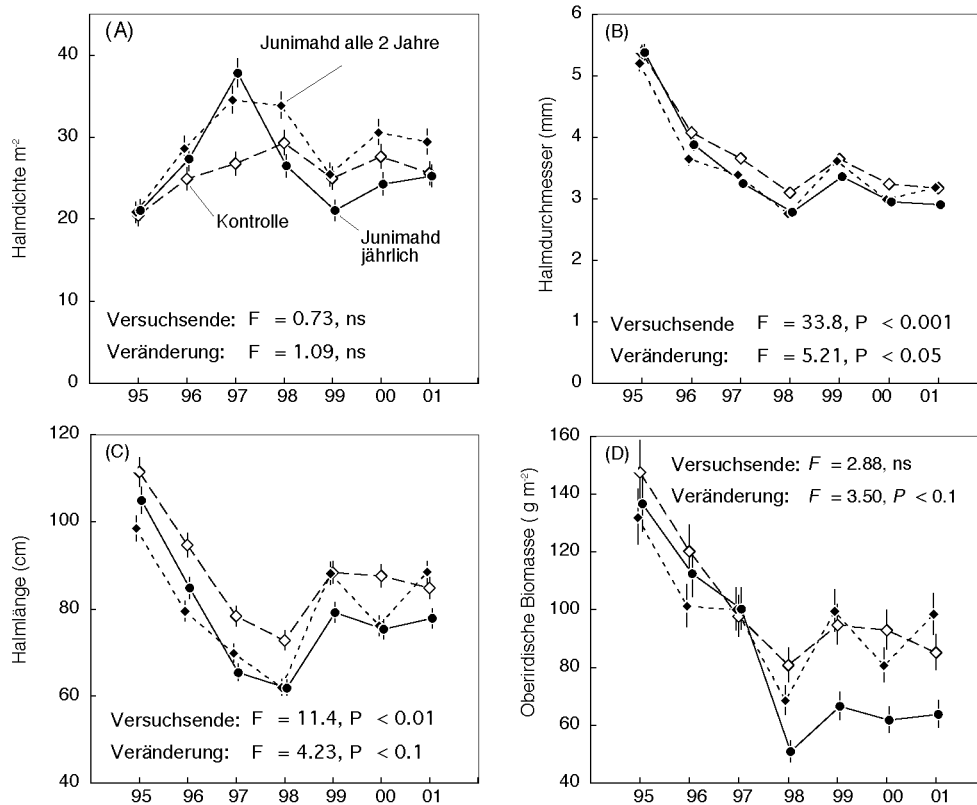 (A)
Junimahd alle 2 Jahre
Kontrolle
Junimahd
jährlich
Halmdichte m-2
40
30
20
10
0
Versuchsende: F = 0.73, ns
Veränderung: F = 1.09, ns
95 96 97 98 99 00 01
(B)
Halmdurchmesser (mm)
6
5
4
3
2
1
0
Versuchsende F = 33.8, P < 0.001
Veränderung: F = 5.21, P < 0.05
95 96 97 98 99 00 01
(C)
Halmlänge (cm)
120
100
80
60
40
Versuchsende: F = 11.4, P < 0.01
Veränderung: F = 4.23, P < 0.1
95 96 97 98 99 00 01
(D)
Oberirdische Biomasse ( g m-2)
160
140
120
100
80
60
40
Versuchsende: F = 2.88, ns
Veränderung: F = 3.50, P < 0.1
95 96 97 98 99 00 01